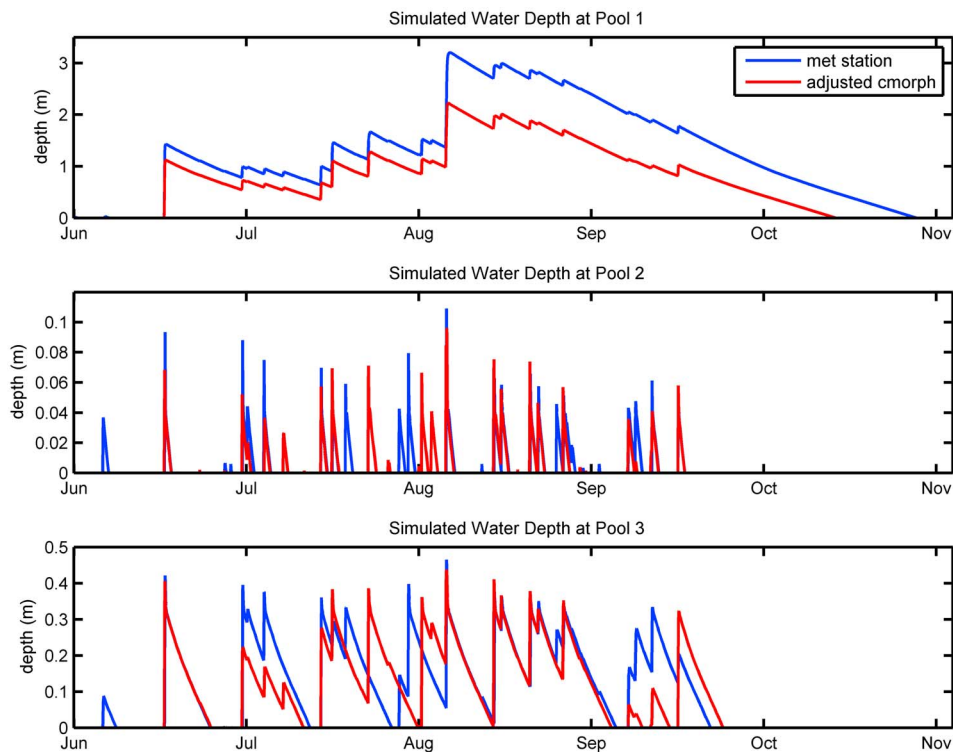 Simulated Water Depth at Pool 1
depth (m)
3
2
1
0
met station
adjusted cmorph
Jun Jul Aug Sep Oct Nov
Simulated Water Depth at Pool 2
depth (m)
0.1
0.08
0.06
0.04
0.02
0
Jun Jul Aug Sep Oct Nov
Simulated Water Depth at Pool 3
depth (m)
0.5
0.4
0.3
0.2
0.1
0
Jun Jul Aug Sep Oct Nov